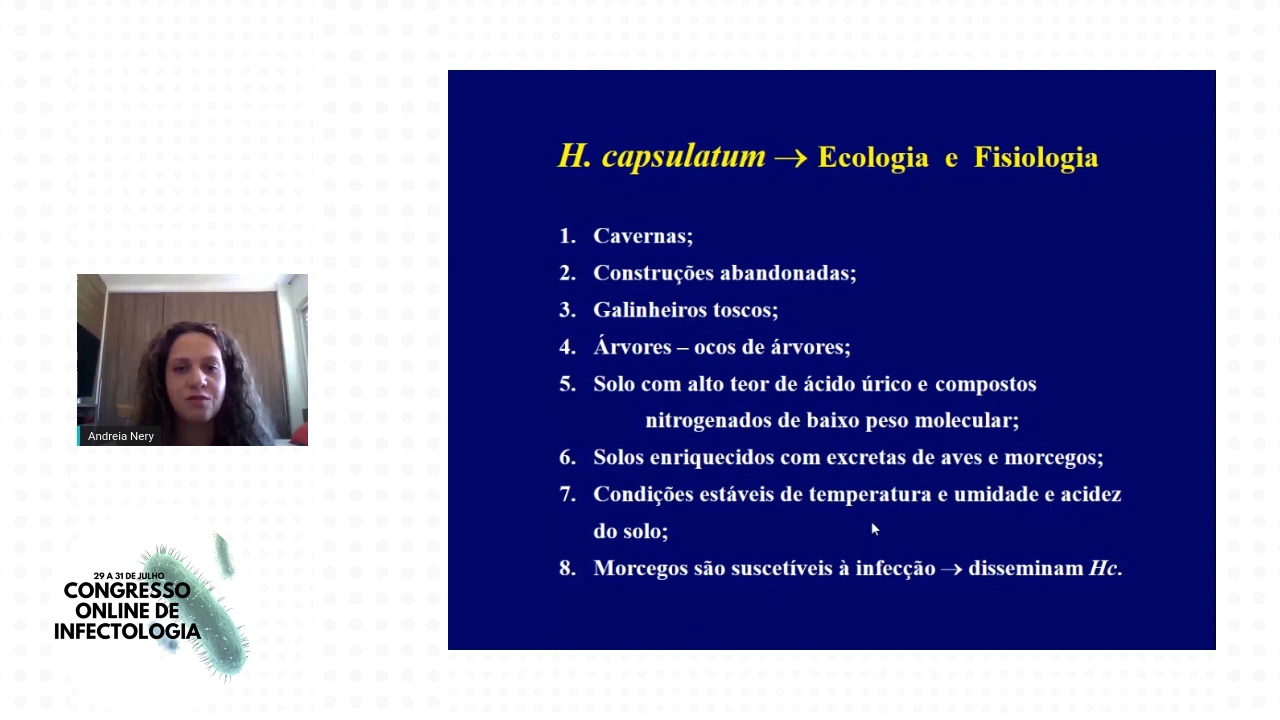 H. capsulatum → Ecologia e Fisiologia
1. Cavernas;
2. Construções abandonadas;
3. Galinheiros toscos;
4. Árvores – ocos de árvores;
5. Solo com alto teor de ácido úrico e compostos
nitrogenados de baixo peso molecular;
6. Solos enriquecidos com excretas de aves e morcegos;
7. Condições estáveis de temperatura e umidade e acidez
do solo;
8. Morcegos são suscetíveis à infecção → disseminam Hc.
Andreia Nery
29 A 31 DE JULHO
CONGRESSO
ONLINE DE
INFECTOLOGIA